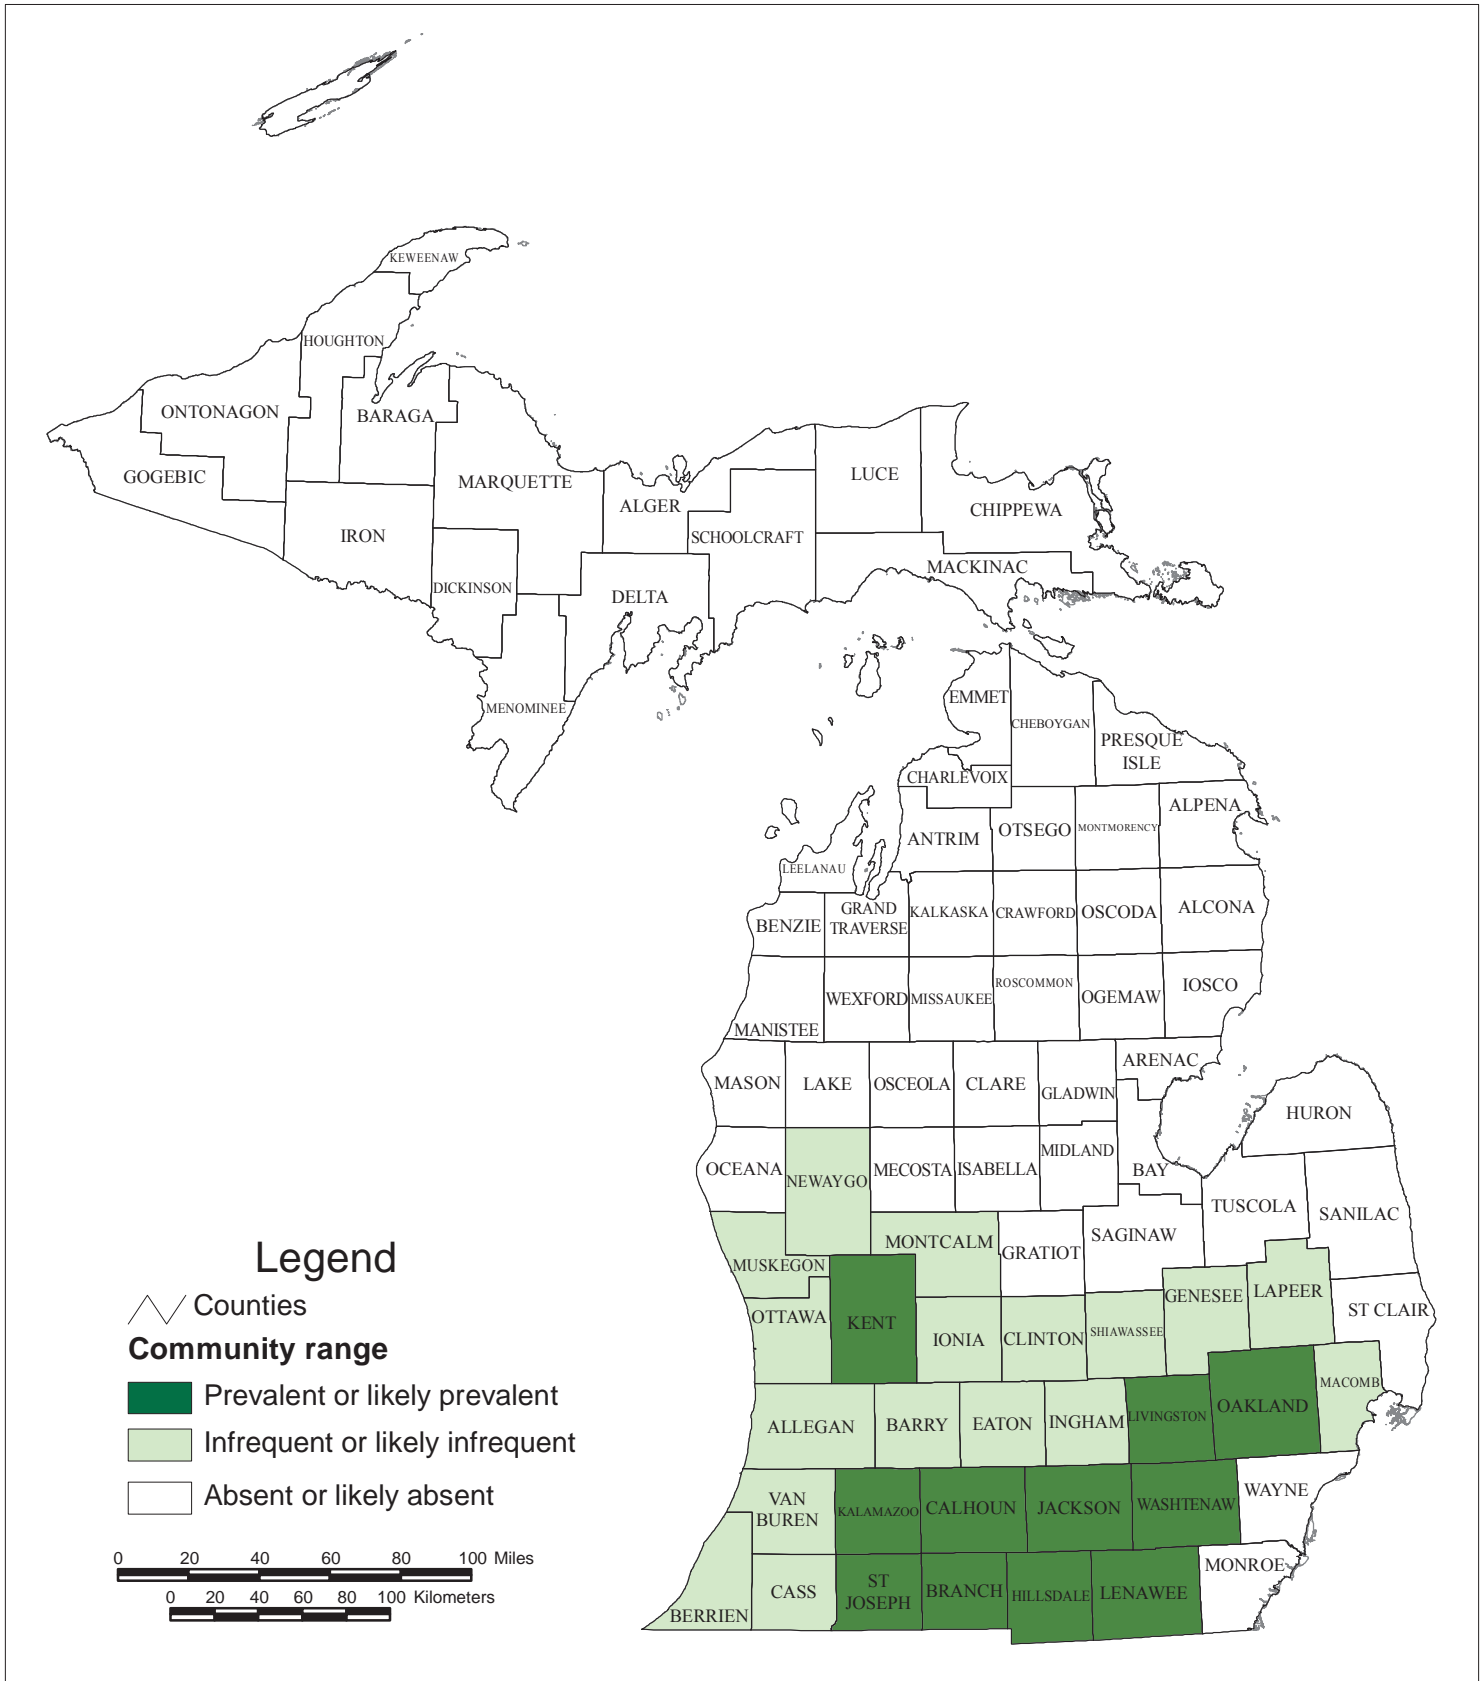 KEWEENAW
HOUGHTON
ONTONAGON
BARAGA
GOGEBIC
MARQUETTE
LUCE
ALGER
CHIPPEWA
IRON
SCHOOLCRAFT
MACKINAC
DICKINSON
DELTA
MENOMINEE
EMMET
CHEBOYGAN
PRESQUE
ISLE
CHARLEVOIX
ALPENA
ANTRIM
OTSEGO
MONTMORENCY
LEELANAU
BENZIE
GRAND
TRAVERSE
KALKASKA
CRAWFORD
OSCODA
ALCONA
MANISTEE
WEXFORD
MISSAUKEE
ROSCOMMON
OGEMAW
IOSCO
MASON
LAKE
OSCEOLA
CLARE
GLADWIN
ARENAC
HURON
OCEANA
NEWAYGO
MECOSTA
ISABELLA
MIDLAND
BAY
TUSCOLA
SANILAC
MUSKEGON
MONTCALM
GRATIOT
SAGINAW
GENESEE
LAPEER
ST CLAIR
OTTAWA
KENT
IONIA
CLINTON
SHIAWASSEE
MACOMB
ALLEGAN
BARRY
EATON
INGHAM
LIVINGSTON
OAKLAND
VAN
BUREN
KALAMAZOO
CALHOUN
JACKSON
WASHTENAW
WAYNE
BERRIEN
CASS
ST
JOSEPH
BRANCH
HILLSDALE
LENAWEE
MONROE
Legend
Counties
Community range
Prevalent or likely prevalent
Infrequent or likely infrequent
Absent or likely absent
0 20 40 60 80 100 Miles
0 20 40 60 80 100 Kilometers